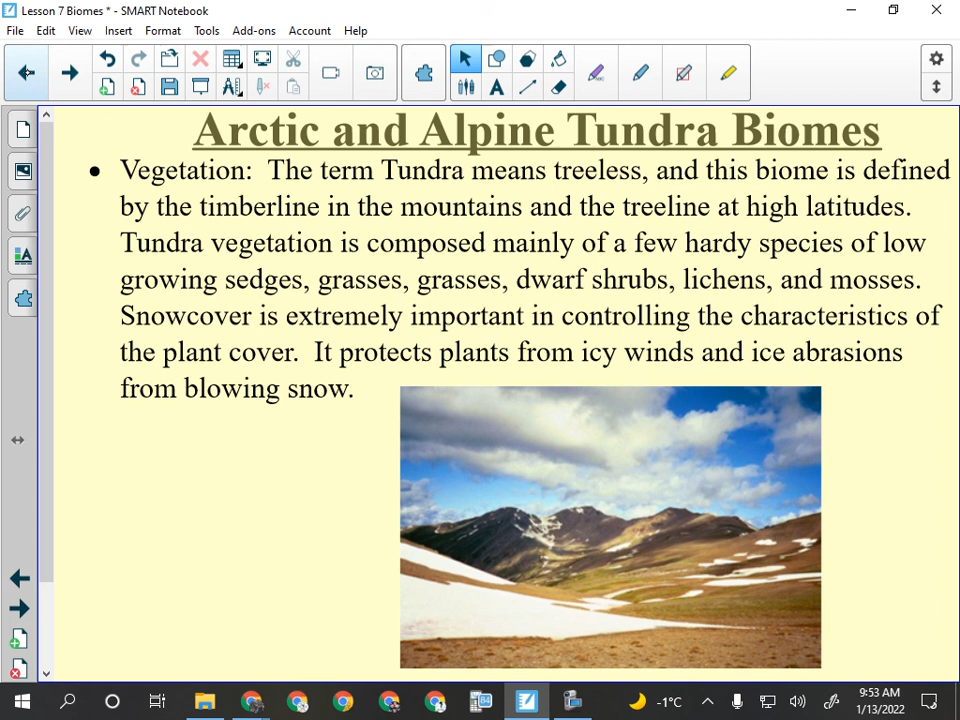 Lesson 7 Biomes * - SMART Notebook
File Edit View Insert Format Tools Add-ons Account Help
Arctic and Alpine Tundra Biomes
• Vegetation: The term Tundra means treeless, and this biome is defined
by the timberline in the mountains and the treeline at high latitudes.
Tundra vegetation is composed mainly of a few hardy species of low
growing sedges, grasses, grasses, dwarf shrubs, lichens, and mosses.
Snowcover is extremely important in controlling the characteristics of
the plant cover. It protects plants from icy winds and ice abrasions
from blowing snow.
-1°C
9:53 AM
1/13/2022